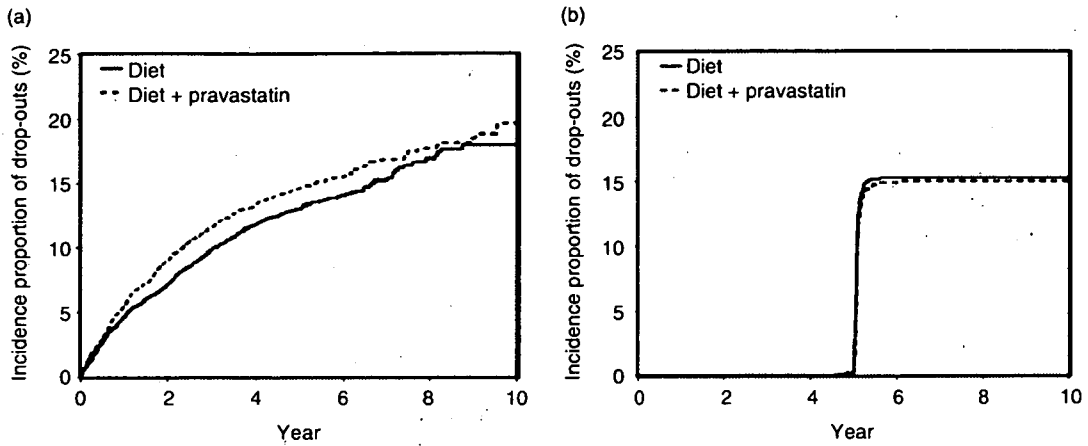 (a)
Incidence proportion of drop-outs (%)
25
20
15
10
5
0
Diet
Diet + pravastatin
0 2 4 6 8 10
Year
(b)
Incidence proportion of drop-outs (%)
25
20
15
10
5
0
Diet
Diet + pravastatin
0 2 4 6 8 10
Year